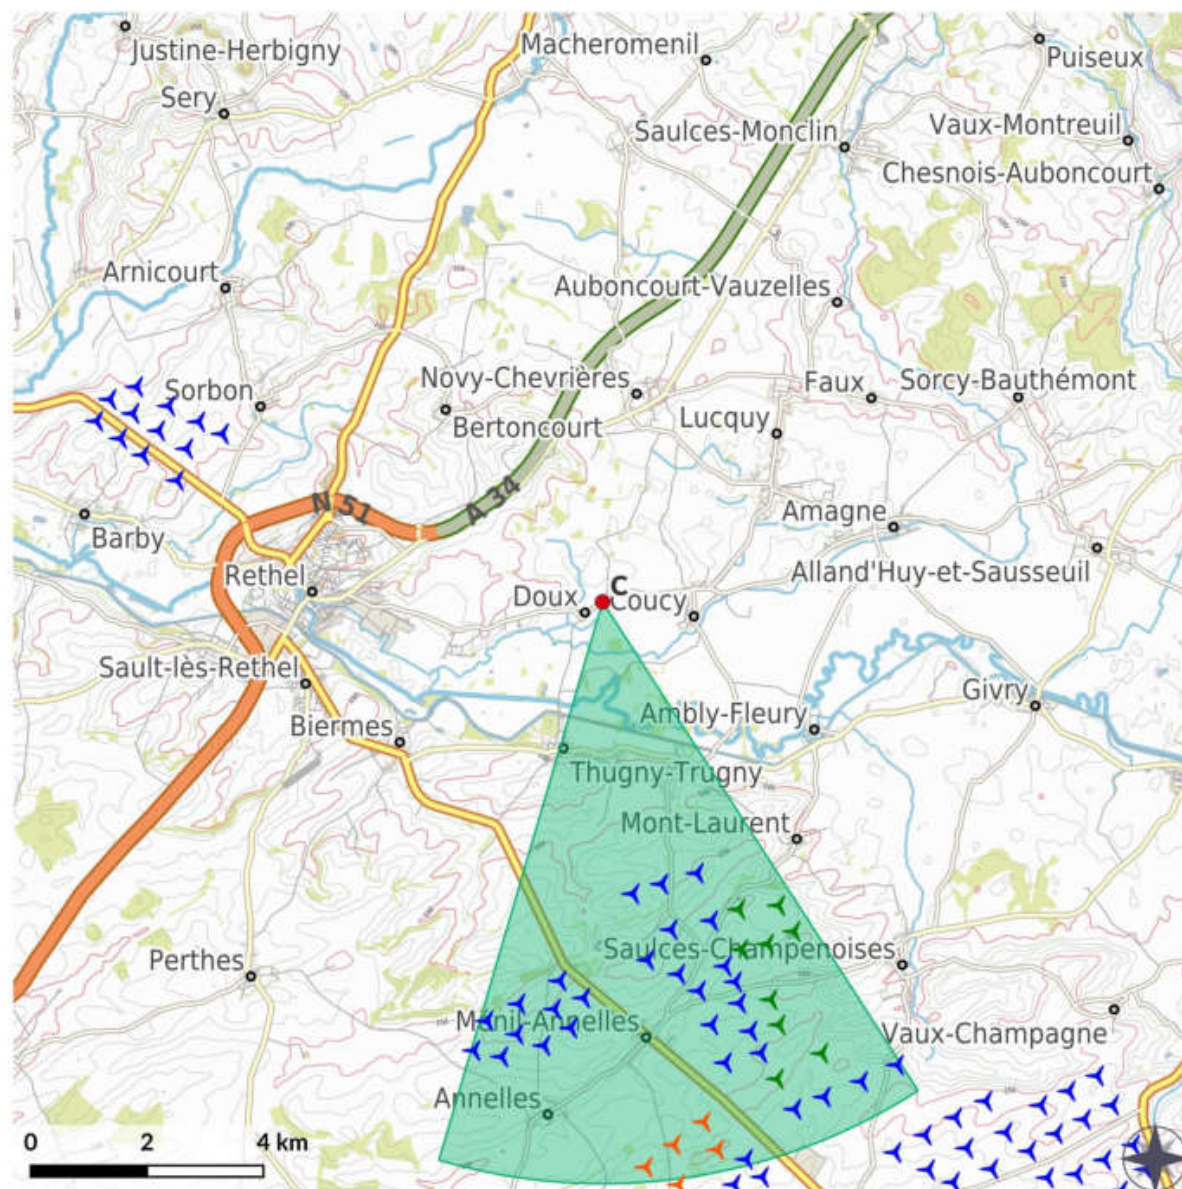 Justine-Herbigny
Macheromenil
Puiseux
Sery
Saulces-Monclin
Vaux-Montreuil
Chesnois-Auboncourt
Arnicourt
Auboncourt-Vauzelles
Sorbon
Novy-Chevrières
Faux
Sorcy-Bauthémont
Bertoncourt
Lucquy
N 51
A 34
Barby
Amagne
Rethel
Alland'Huy-et-Sausseuil
C
Doux
Coucy
Sault-lès-Rethel
Givry
Biermes
Ambly-Fleury
Thugny-Trugny
Mont-Laurent
Perthes
Saulces-Champenoises
Ménil-Annelles
Vaux-Champagne
Annelles
0 2 4 km